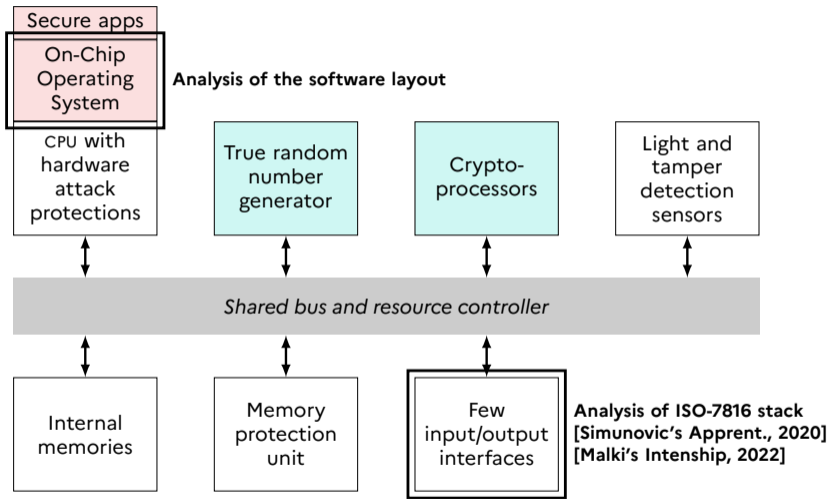 Secure apps
On-Chip
Operating
System
Analysis of the software layout
CPU with
hardware
attack
protections
True random
number
generator
Crypto-
processors
Light and
tamper
detection
sensors
Shared bus and resource controller
Internal
memories
Memory
protection
unit
Few
input/output
interfaces
Analysis of ISO-7816 stack
[Simunovic's Apprent., 2020]
[Malki's Intenship, 2022]